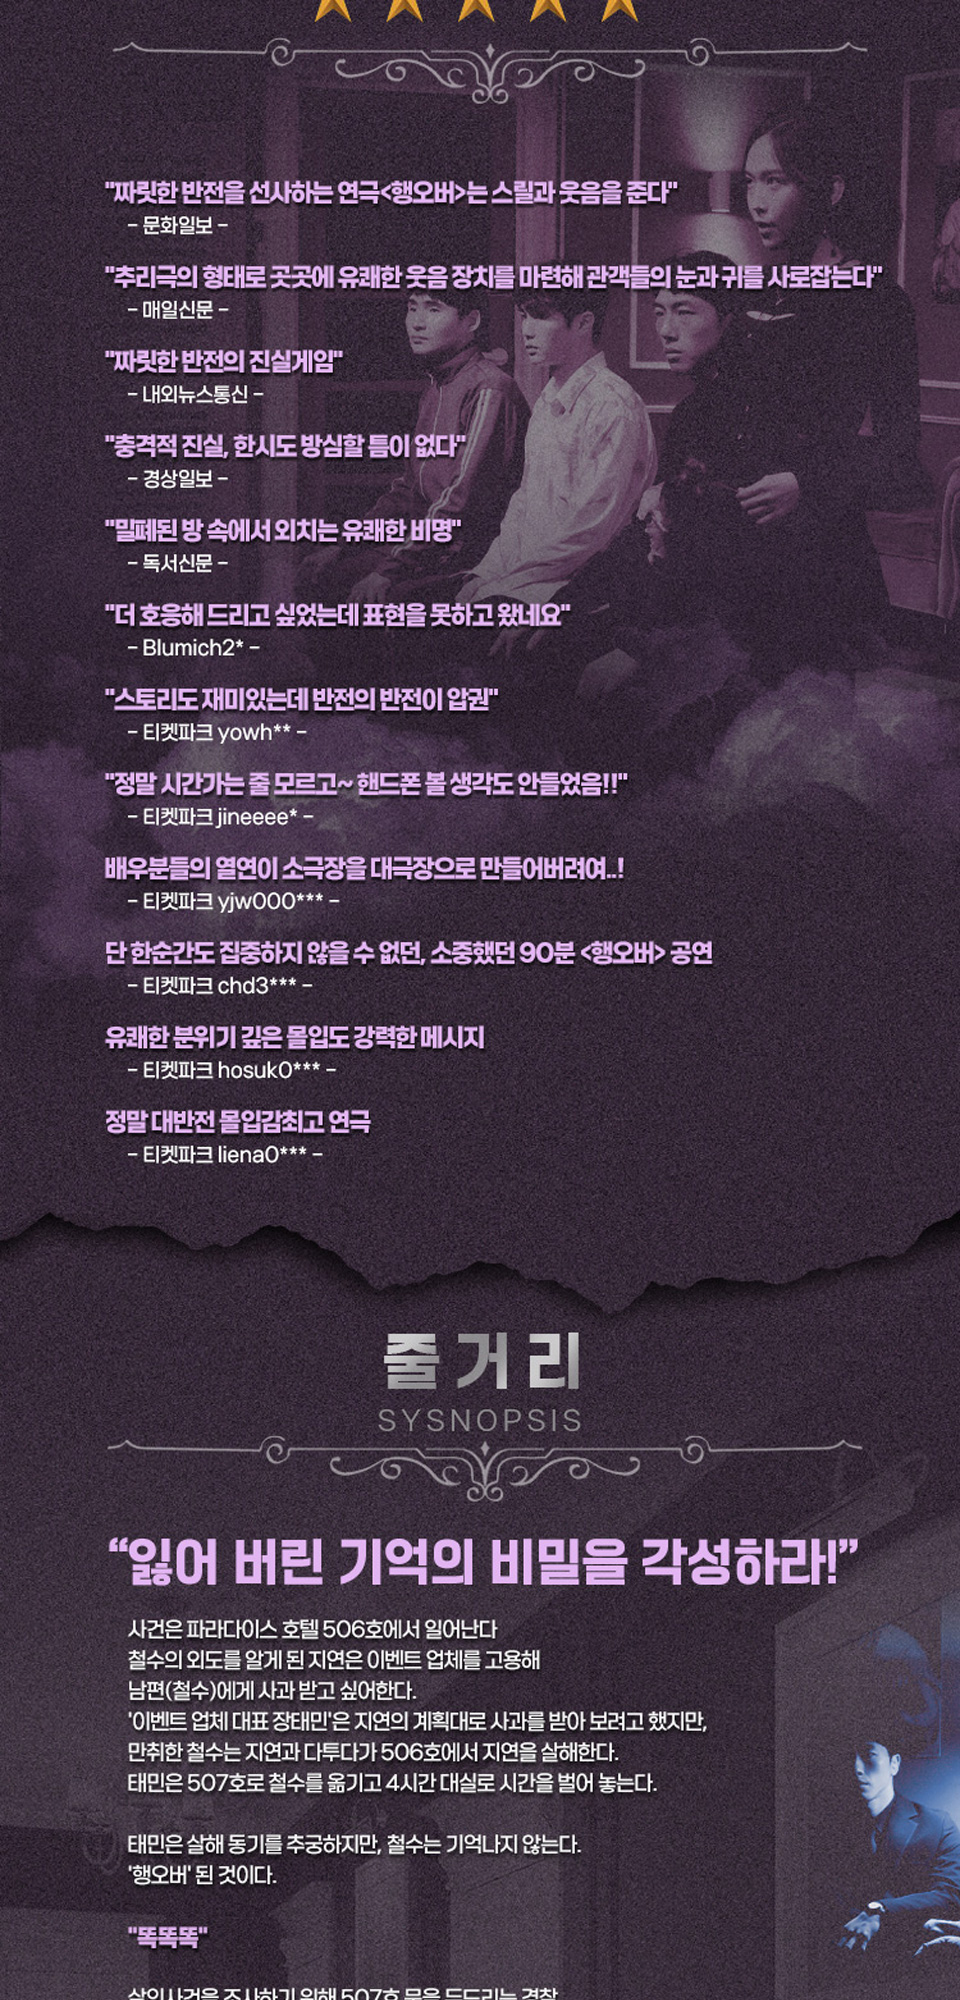 "짜릿한 반전을 선사하는 연극<행오버>는 스릴과 웃음을 준다"
- 문화일보 -
"추리극의 형태로 곳곳에 유쾌한 웃음 장치를 마련해 관객들의 눈과 귀를 사로잡는다"
- 매일신문 -
"짜릿한 반전의 진실게임"
- 내외뉴스통신 -
"충격적 진실, 한시도 방심할 틈이 없다"
- 경상일보 -
"밀폐된 방 속에서 외치는 유쾌한 비명"
- 독서신문 -
"더 호응해 드리고 싶었는데 표현을 못하고 왔네요"
- Blumich2* -
"스토리도 재미있는데 반전의 반전이 압권"
- 티켓파크 yowh** -
"정말 시간가는 줄 모르고~ 핸드폰 볼 생각도 안들었음!!"
- 티켓파크 jineeee* -
배우분들의 열연이 소극장을 대극장으로 만들어버려여..!
- 티켓파크 yjw000*** -
단 한순간도 집중하지 않을 수 없던, 소중했던 90분 <행오버> 공연
- 티켓파크 chd3*** -
유쾌한 분위기 깊은 몰입도 강력한 메시지
- 티켓파크 hosuk0*** -
정말 대반전 몰입감최고 연극
- 티켓파크 liena0*** -
줄거리
SYSNOPSIS
“잃어 버린 기억의 비밀을 각성하라!”
사건은 파라다이스 호텔 506호에서 일어난다
철수의 외도를 알게 된 지연은 이벤트 업체를 고용해
남편(철수)에게 사과 받고 싶어한다.
'이벤트 업체 대표 장태민'은 지연의 계획대로 사과를 받아 보려고 했지만,
만취한 철수는 지연과 다투다가 506호에서 지연을 살해한다.
태민은 507호로 철수를 옮기고 4시간 대실로 시간을 벌어 놓는다.
태민은 살해 동기를 추궁하지만, 철수는 기억나지 않는다.
'행오버' 된 것이다.
"똑똑똑"
살인사건을 조사하기 위해 507호 문을 두드리는 경찰